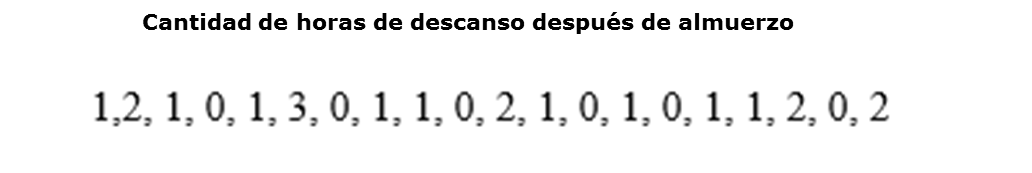 Cantidad de horas de descanso después de almuerzo
1,2, 1, 0, 1, 3, 0, 1, 1, 0, 2, 1, 0, 1, 0, 1, 1, 2, 0, 2